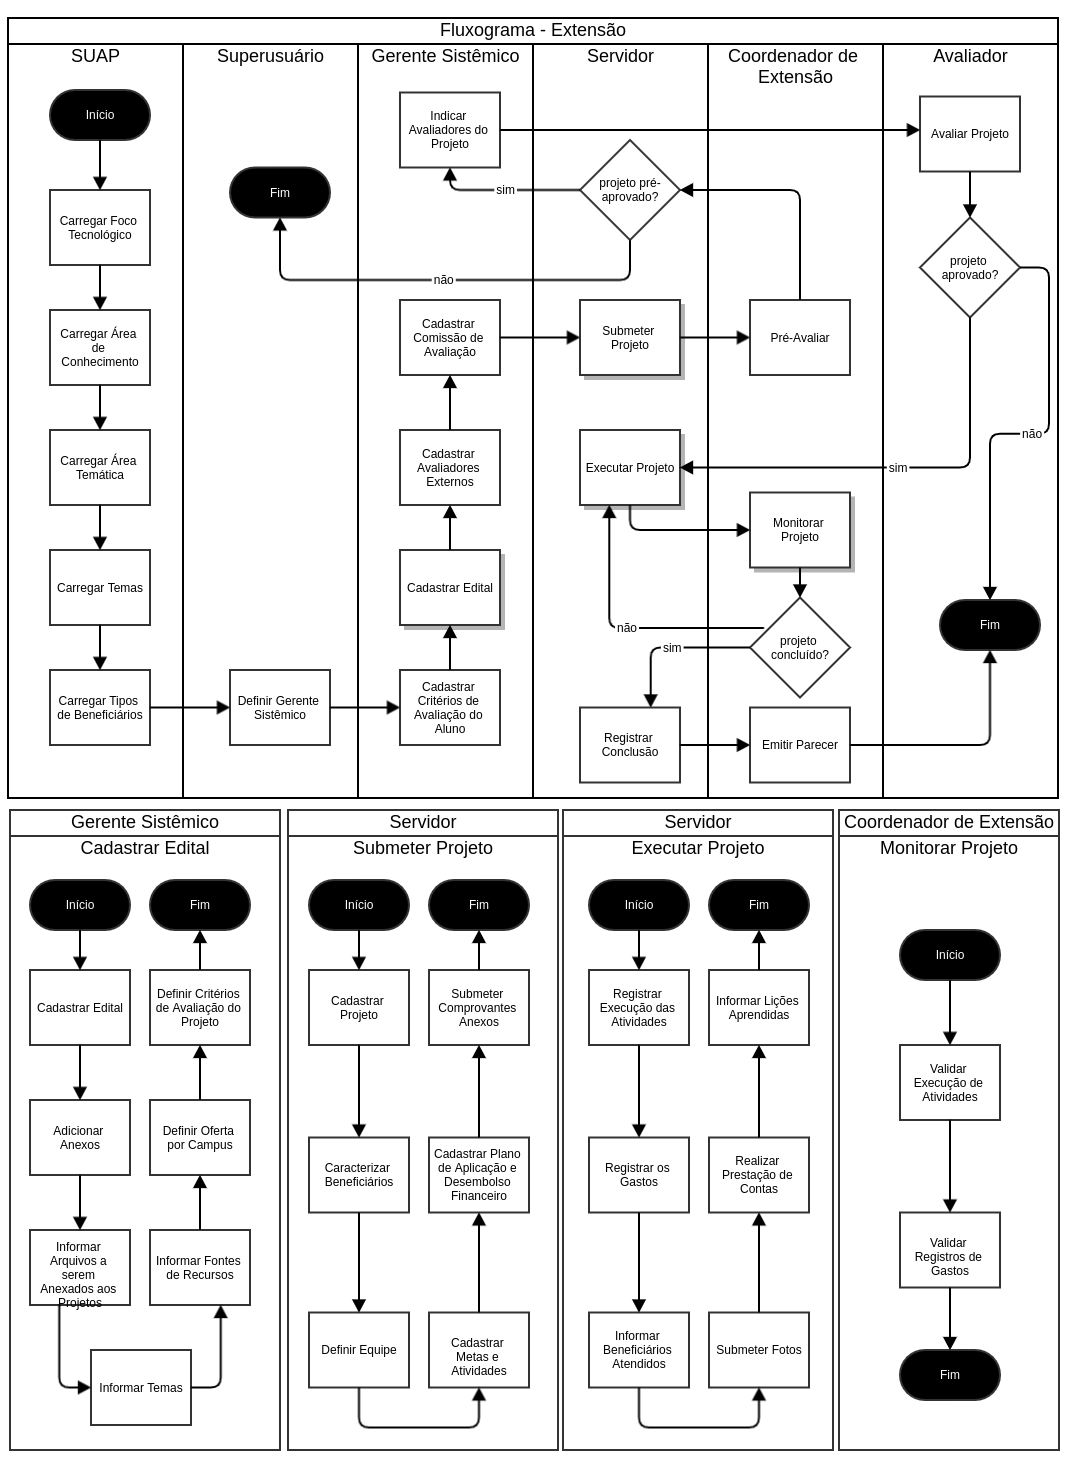 Fluxograma - Extensão
SUAP
Superusuário
Gerente Sistêmico
Servidor
Coordenador de
Extensão
Avaliador
Início
Carregar Foco
Tecnológico
Carregar Área
de
Conhecimento
Carregar Área
Temática
Carregar Temas
Carregar Tipos
de Beneficiários
Fim
não
Definir Gerente
Sistêmico
Indicar
Avaliadores do
Projeto
sim
Cadastrar
Comissão de
Avaliação
Cadastrar
Avaliadores
Externos
Cadastrar Edital
Cadastrar
Critérios de
Avaliação do
Aluno
projeto pré-
aprovado?
Submeter
Projeto
Executar Projeto
não
sim
Registrar
Conclusão
Pré-Avaliar
Monitorar
Projeto
projeto
concluído?
Emitir Parecer
Avaliar Projeto
projeto
aprovado?
não
sim
Fim
Gerente Sistêmico
Cadastrar Edital
Início
Cadastrar Edital
Adicionar
Anexos
Informar
Arquivos a
serem
Anexados aos
Projetos
Informar Temas
Informar Fontes
de Recursos
Definir Oferta
por Campus
Definir Critérios
de Avaliação do
Projeto
Fim
Servidor
Submeter Projeto
Início
Cadastrar
Projeto
Caracterizar
Beneficiários
Definir Equipe
Cadastrar
Metas e
Atividades
Cadastrar Plano
de Aplicação e
Desembolso
Financeiro
Submeter
Comprovantes
Anexos
Fim
Servidor
Executar Projeto
Início
Registrar
Execução das
Atividades
Registrar os
Gastos
Informar
Beneficiários
Atendidos
Submeter Fotos
Realizar
Prestação de
Contas
Informar Lições
Aprendidas
Fim
Coordenador de Extensão
Monitorar Projeto
Início
Validar
Execução de
Atividades
Validar
Registros de
Gastos
Fim